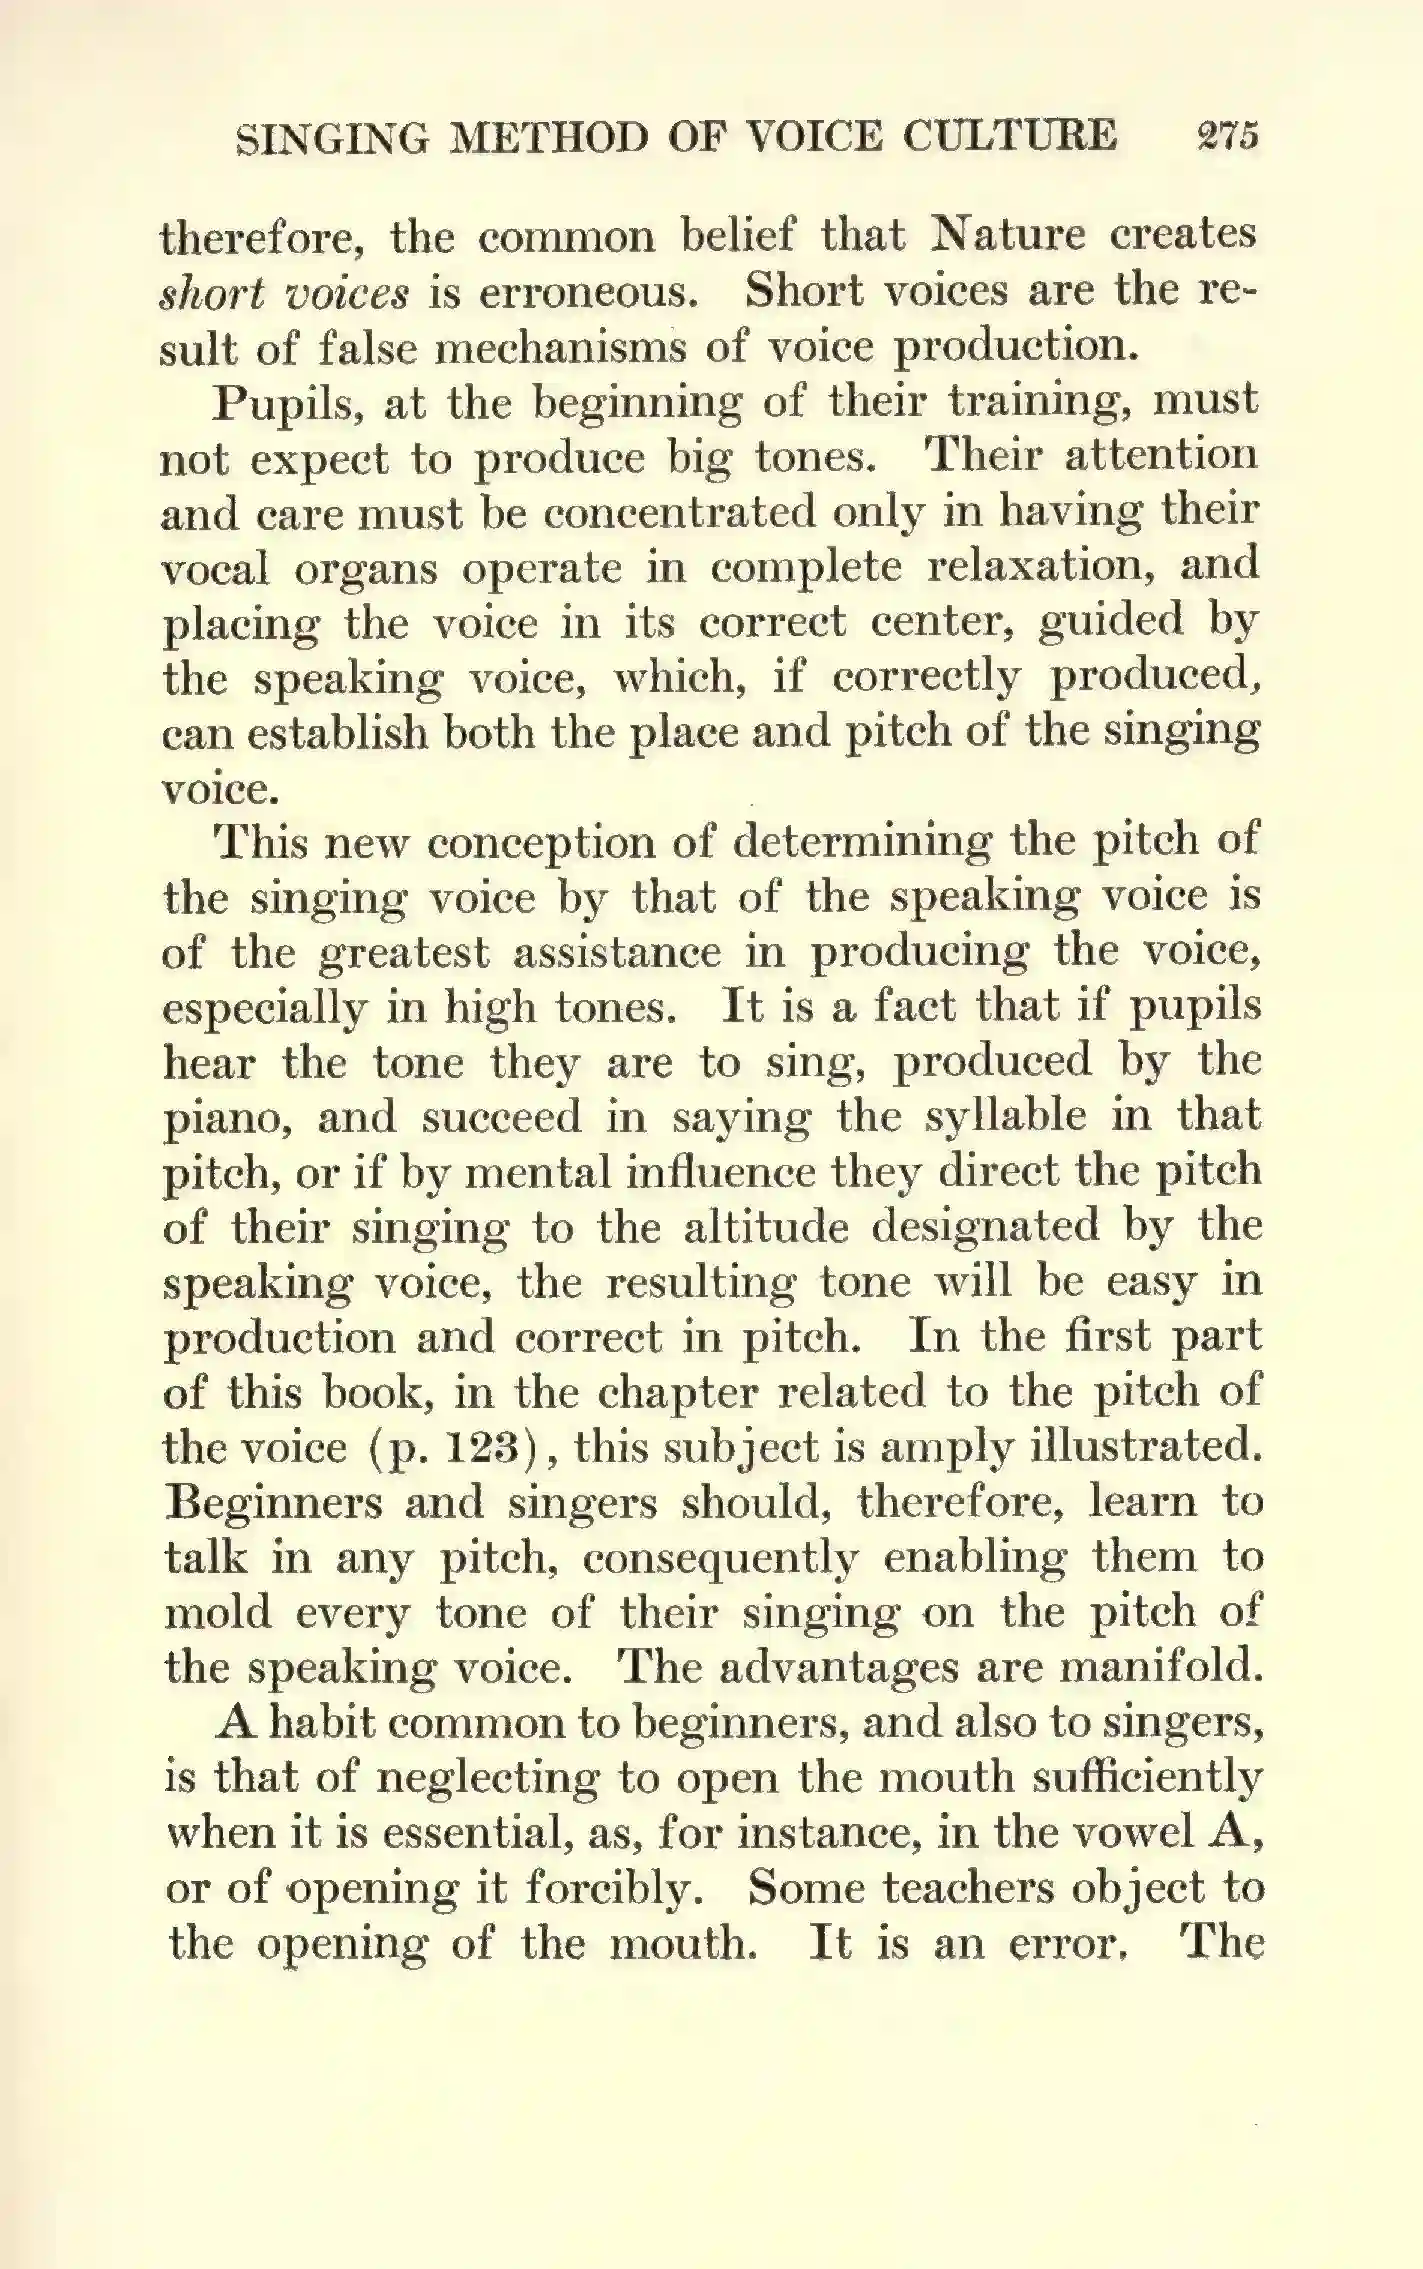 SINGING METHOD OF VOICE CULTURE 275
therefore, the common belief that Nature creates
short voices is erroneous. Short voices are the re-
sult of false mechanisms of voice production.
Pupils, at the beginning of their training, must
not expect to produce big tones. Their attention
and care must be concentrated only in having their
vocal organs operate in complete relaxation, and
placing the voice in its correct center, guided by
the speaking voice, which, if correctly produced,
can establish both the place and pitch of the singing
voice.
This new conception of determining the pitch of
the singing voice by that of the speaking voice is
of the greatest assistance in producing the voice,
especially in high tones. It is a fact that if pupils
hear the tone they are to sing, produced by the
piano, and succeed in saying the syllable in that
pitch, or if by mental influence they direct the pitch
of their singing to the altitude designated by the
speaking voice, the resulting tone will be easy in
production and correct in pitch. In the first part
of this book, in the chapter related to the pitch of
the voice (p. 123), this subject is amply illustrated.
Beginners and singers should, therefore, learn to
talk in any pitch, consequently enabling them to
mold every tone of their singing on the pitch of
the speaking voice. The advantages are manifold.
A habit common to beginners, and also to singers,
is that of neglecting to open the mouth sufficiently
when it is essential, as, for instance, in the vowel A,
or of opening it forcibly. Some teachers object to
the opening of the mouth. It is an error. The